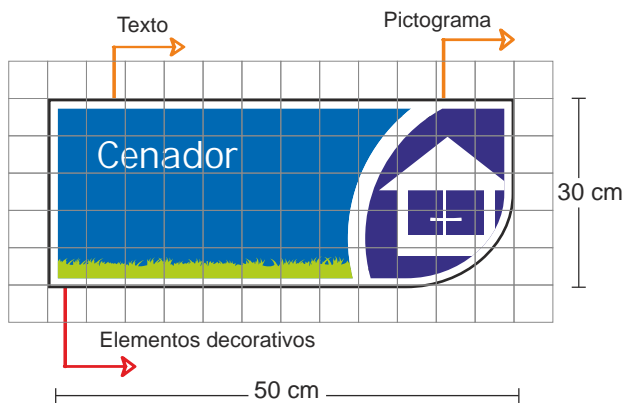 Texto
Pictograma
Cenador
30 cm
Elementos decorativos
50 cm